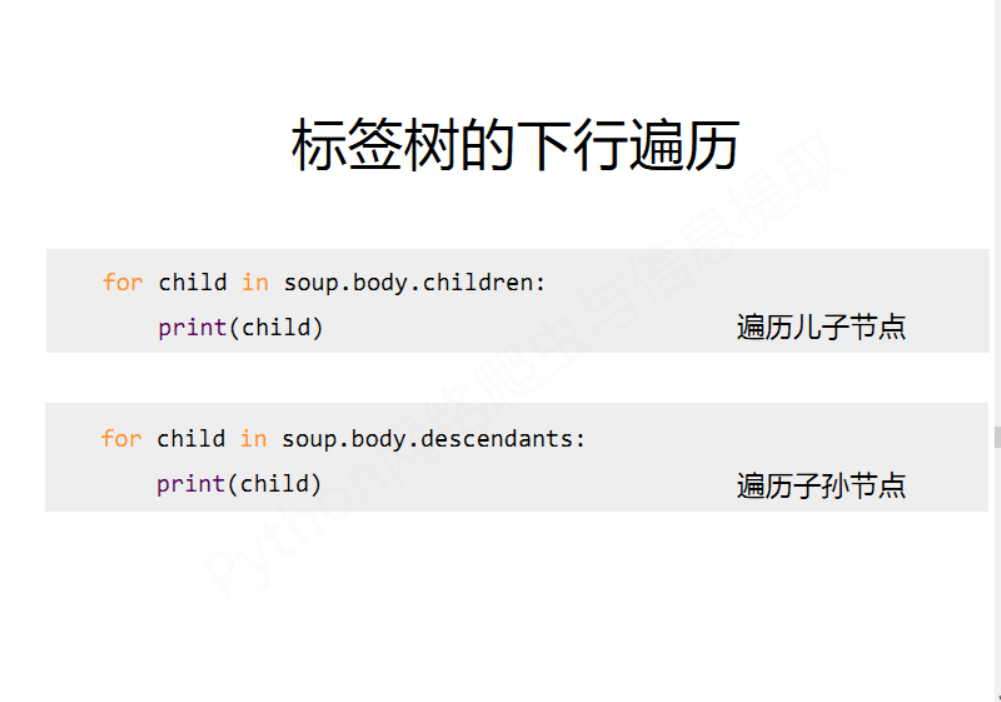 标签树的下行遍历
for child in soup.body.children:
print(child)
遍历儿子节点
for child in soup.body.descendants:
print(child)
遍历子孙节点
Python网络爬虫与信息提取